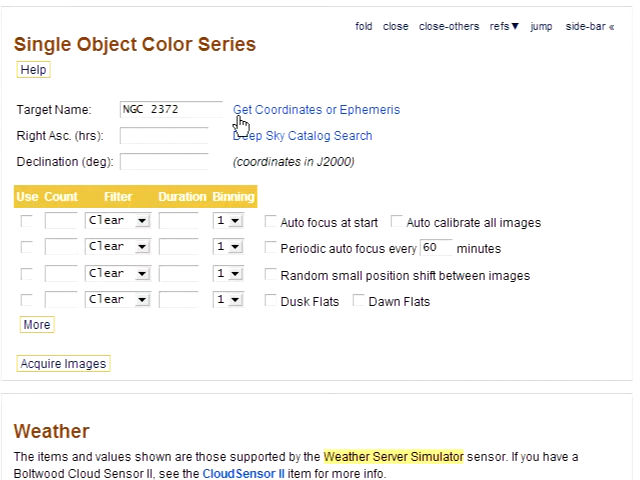 fold close close-others refs▼ jump side-bar «
Single Object Color Series
Help
Target Name: NGC 2372 Get Coordinates or Ephemeris
Right Asc. (hrs): Deep Sky Catalog Search
Declination (deg): (coordinates in J2000)
Use Count Filter Duration Binning
Clear 1 Auto focus at start Auto calibrate all images
Clear 1 Periodic auto focus every 60 minutes
Clear 1 Random small position shift between images
Clear 1 Dusk Flats Dawn Flats
More
Acquire Images
Weather
The items and values shown are those supported by the Weather Server Simulator sensor. If you have a
Boltwood Cloud Sensor II, see the CloudSensor II item for more info.